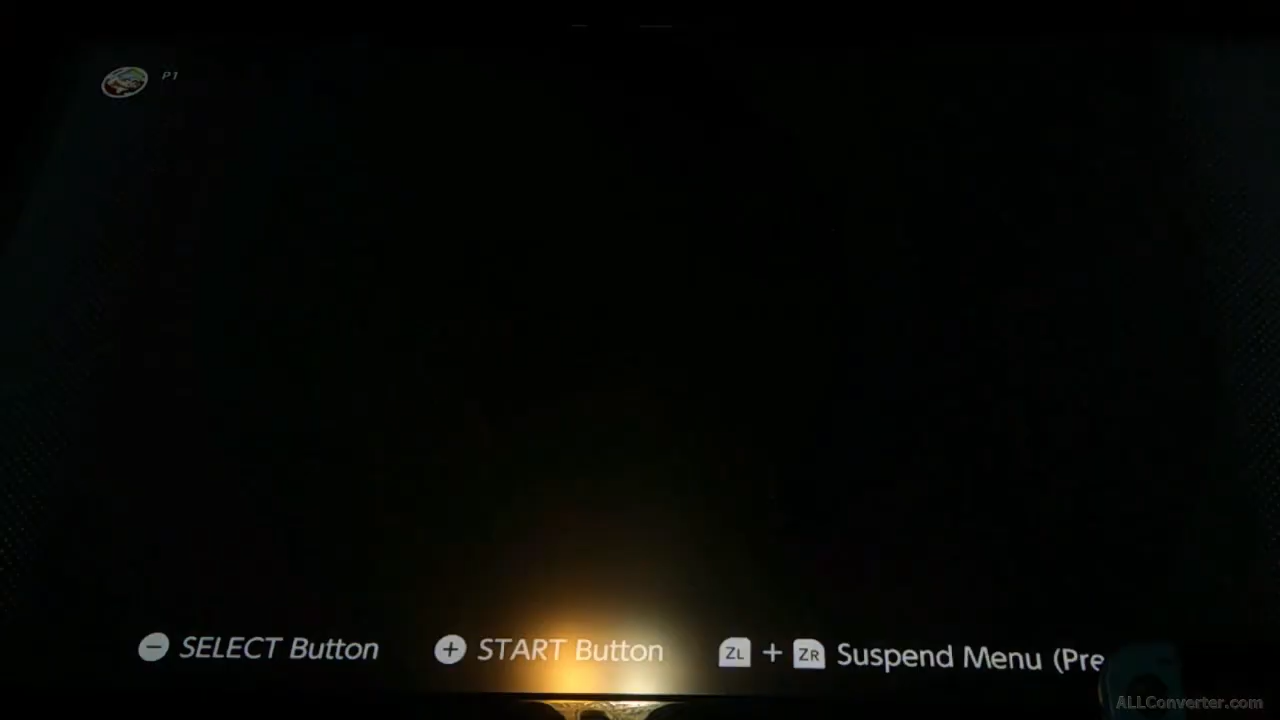 P1
− SELECT Button + START Button ZL + ZR Suspend Menu (Pre
ALLConverter.com